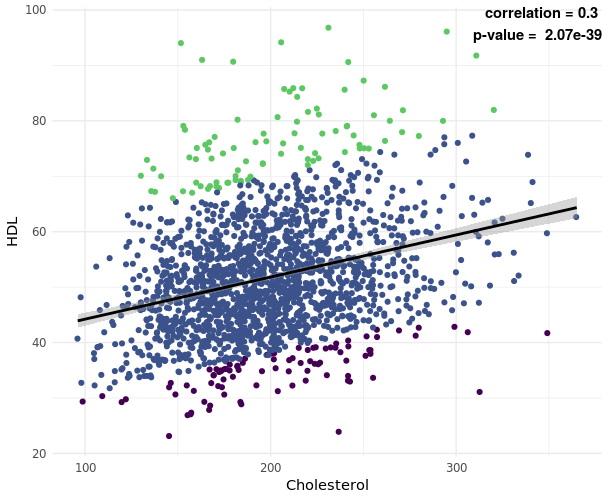 correlation = 0.3
p-value =  2.07e-39
100
80
60
40
20
HDL
100
200
300
Cholesterol